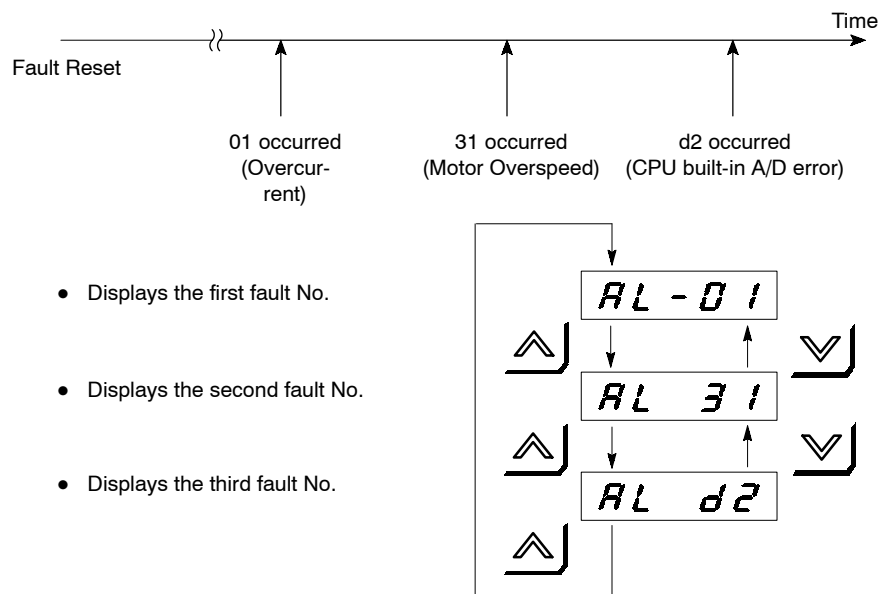 Time
Fault Reset
01 occurred
(Overcur-
rent)
31 occurred
(Motor Overspeed)
d2 occurred
(CPU built-in A/D error)
● Displays the first fault No.
AL-01
● Displays the second fault No.
AL 31
● Displays the third fault No.
AL d2